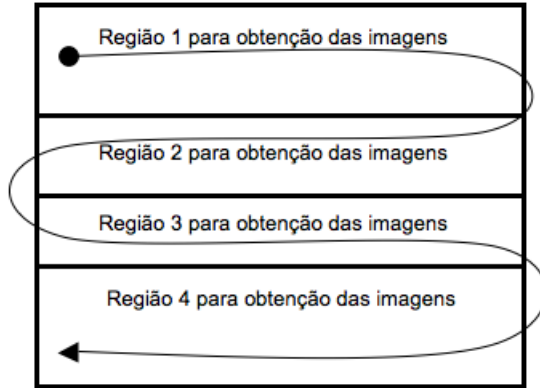 Região 1 para obtenção das imagens
Região 2 para obtenção das imagens
Região 3 para obtenção das imagens
Região 4 para obtenção das imagens